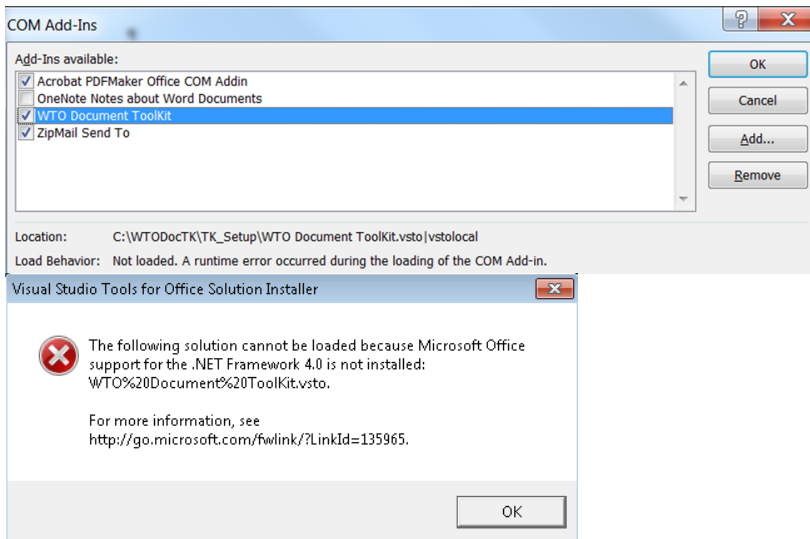 COM Add-Ins
Add-Ins available:
Acrobat PDFMaker Office COM Addin
OneNote Notes about Word Documents
WTO Document ToolKit
ZipMail Send To
OK
Cancel
Add...
Remove
Location: C:\WTODocTK\TK_Setup\WTO Document ToolKit.vsto|vstolocal
Load Behavior: Not loaded. A runtime error occurred during the loading of the COM Add-in.
Visual Studio Tools for Office Solution Installer
The following solution cannot be loaded because Microsoft Office
support for the .NET Framework 4.0 is not installed:
WTO%20Document%20ToolKit.vsto.
For more information, see
http://go.microsoft.com/fwlink/?LinkId=135965.
OK